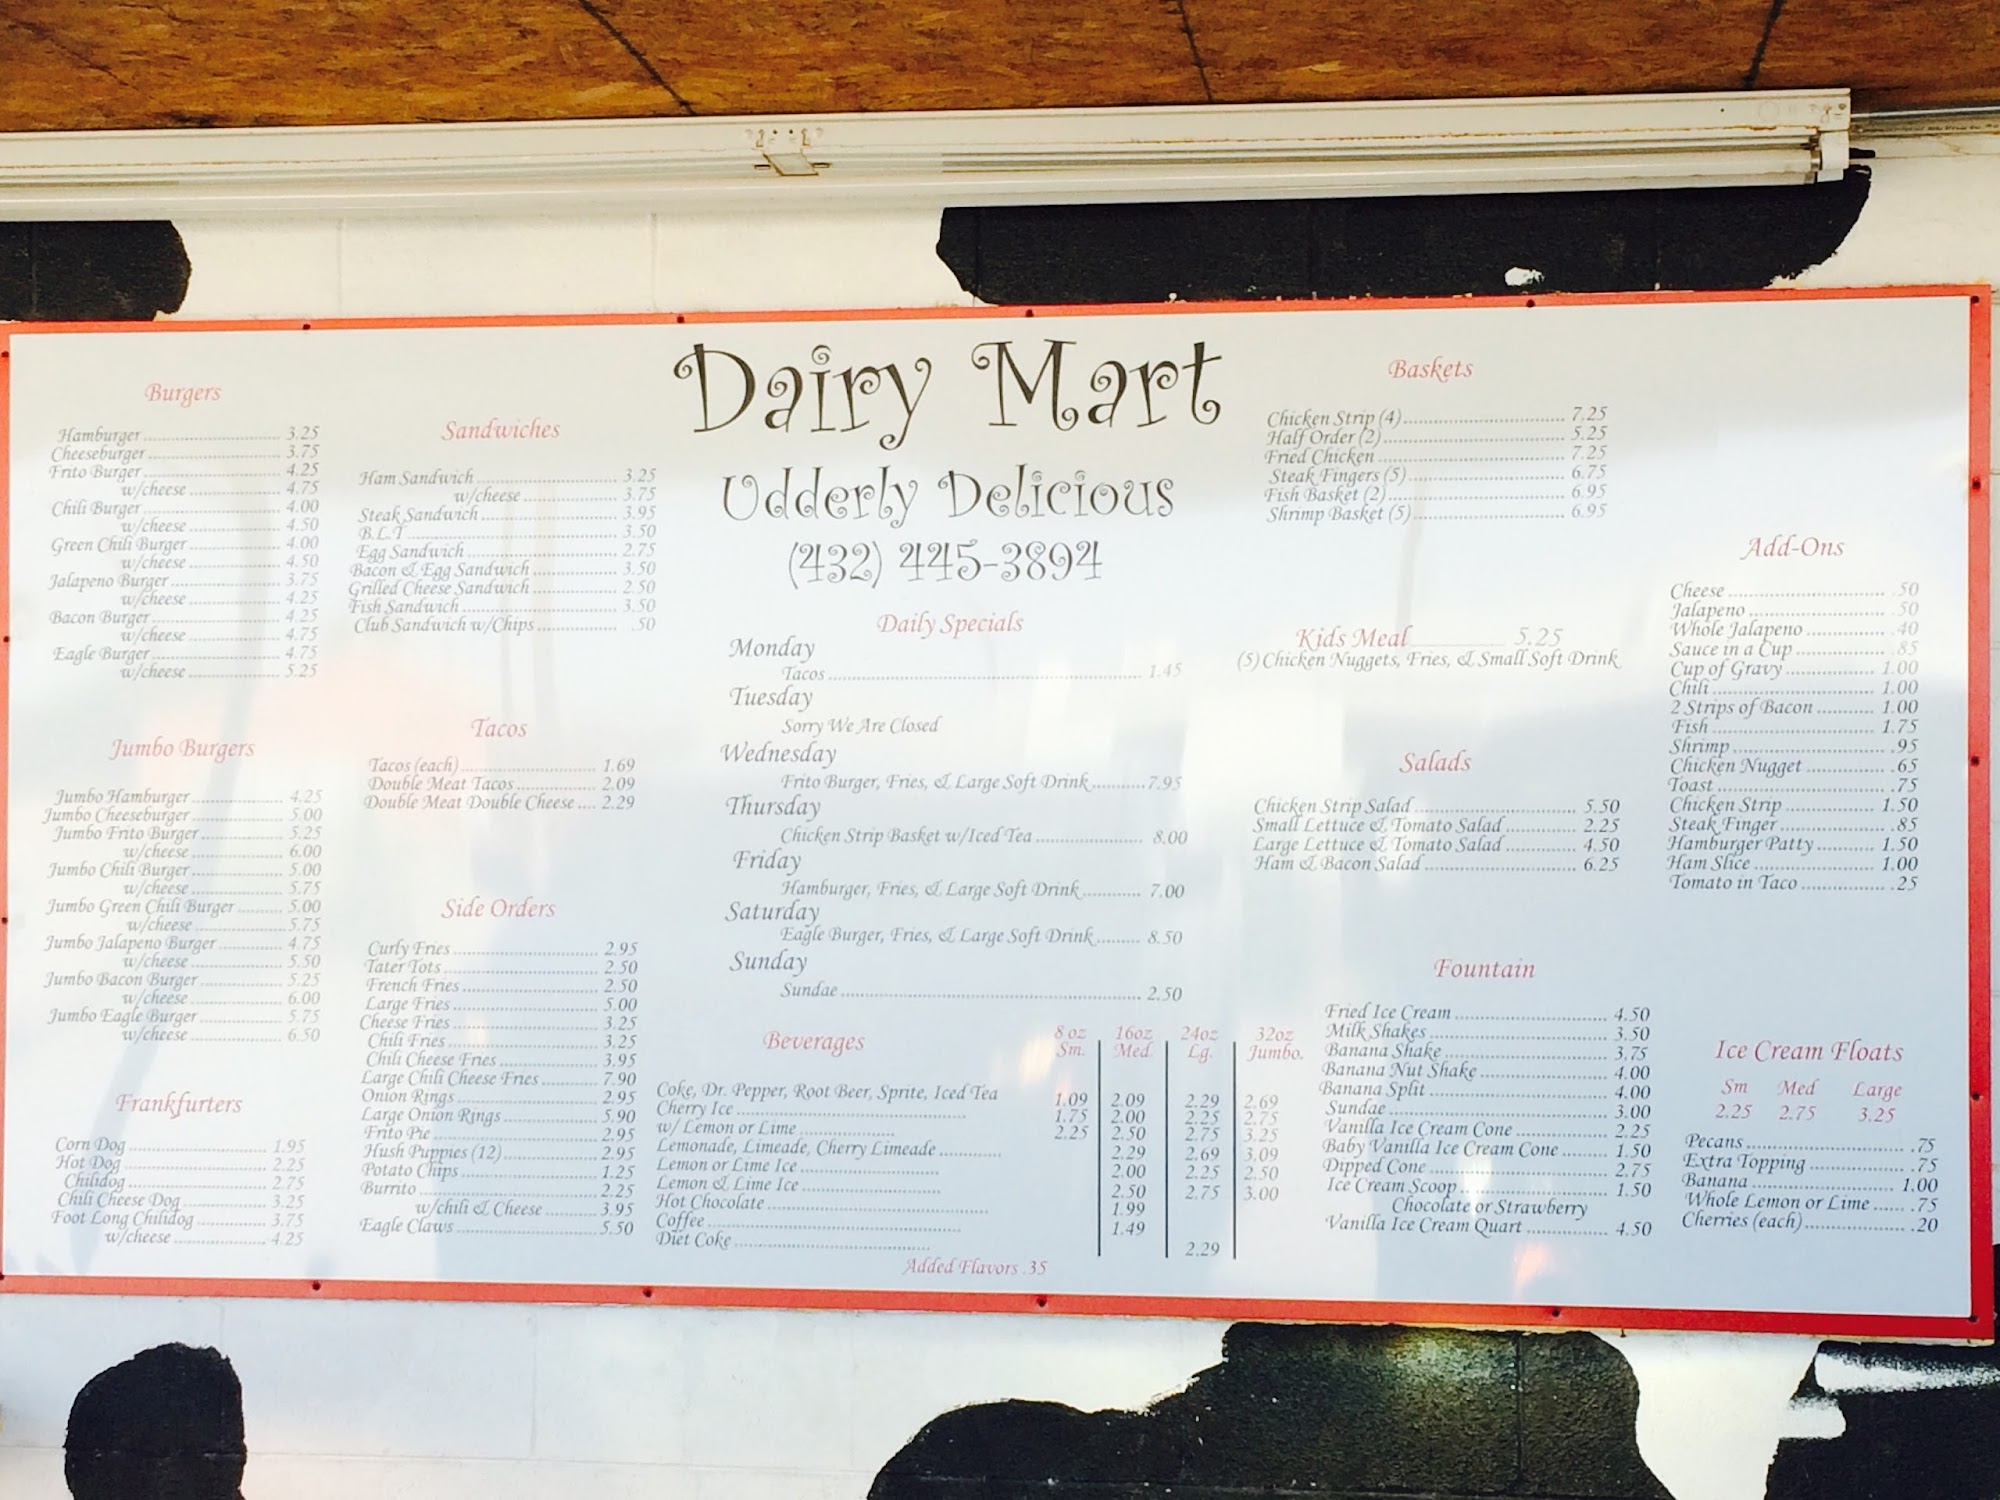 Dairy Mart
Udderly Delicious
(432) 445-3894
Burgers
Hamburger 3.25
Cheeseburger 3.75
Frito Burger 4.25
w/cheese 4.75
Chili Burger 4.00
w/cheese 4.50
Green Chili Burger 4.00
w/cheese 4.50
Jalapeno Burger 3.75
w/cheese 4.25
Bacon Burger 4.25
w/cheese 4.75
Eagle Burger 4.75
w/cheese 5.25
Jumbo Burgers
Jumbo Hamburger 4.25
Jumbo Cheeseburger 5.00
Jumbo Frito Burger 5.25
w/cheese 6.00
Jumbo Chili Burger 5.00
w/cheese 5.75
Jumbo Green Chili Burger 5.00
w/cheese 5.75
Jumbo Jalapeno Burger 4.75
w/cheese 5.50
Jumbo Bacon Burger 5.25
w/cheese 6.00
Jumbo Eagle Burger 5.75
w/cheese 6.50
Frankfurters
Corn Dog 1.95
Hot Dog 2.25
Chilidog 2.75
Chili Cheese Dog 3.25
Foot Long Chilidog 3.75
w/cheese 4.25
Sandwiches
Ham Sandwich 3.25
w/cheese 3.75
Steak Sandwich 3.95
B.L.T 3.50
Egg Sandwich 2.75
Bacon & Egg Sandwich 3.50
Grilled Cheese Sandwich 2.50
Fish Sandwich 3.50
Club Sandwich w/Chips .50
Tacos
Tacos (each) 1.69
Double Meat Tacos 2.09
Double Meat Double Cheese 2.29
Side Orders
Curly Fries 2.95
Tater Tots 2.50
French Fries 2.50
Large Fries 5.00
Cheese Fries 3.25
Chili Fries 3.25
Chili Cheese Fries 3.95
Large Chili Cheese Fries 7.90
Onion Rings 2.95
Large Onion Rings 5.90
Frito Pie 2.95
Hush Puppies (12) 2.95
Potato Chips 1.25
Burrito 2.25
w/chili & Cheese 3.95
Eagle Claws 5.50
Daily Specials
Monday
Tacos 1.45
Tuesday
Sorry We Are Closed
Wednesday
Frito Burger, Fries, & Large Soft Drink 7.95
Thursday
Chicken Strip Basket w/Iced Tea 8.00
Friday
Hamburger, Fries, & Large Soft Drink 7.00
Saturday
Eagle Burger, Fries, & Large Soft Drink 8.50
Sunday
Sundae 2.50
Beverages
8 oz 16oz 24oz 32oz
Sm. Med. Lg. Jumbo.
Coke, Dr. Pepper, Root Beer, Sprite, Iced Tea 1.09 2.09 2.29 2.69
Cherry Ice 1.75 2.00 2.25 2.75
w/ Lemon or Lime 2.25 2.50 2.75 3.25
Lemonade, Limeade, Cherry Limeade 2.29 2.69 3.09
Lemon or Lime Ice 2.00 2.25 2.50
Lemon & Lime Ice 2.50 2.75 3.00
Hot Chocolate 1.99
Coffee 1.49
Diet Coke 2.29
Added Flavors .35
Baskets
Chicken Strip (4) 7.25
Half Order (2) 5.25
Fried Chicken 7.25
Steak Fingers (5) 6.75
Fish Basket (2) 6.95
Shrimp Basket (5) 6.95
Kids Meal 5.25
(5) Chicken Nuggets, Fries, & Small Soft Drink
Salads
Chicken Strip Salad 5.50
Small Lettuce & Tomato Salad 2.25
Large Lettuce & Tomato Salad 4.50
Ham & Bacon Salad 6.25
Fountain
Fried Ice Cream 4.50
Milk Shakes 3.50
Banana Shake 3.75
Banana Nut Shake 4.00
Banana Split 4.00
Sundae 3.00
Vanilla Ice Cream Cone 2.25
Baby Vanilla Ice Cream Cone 1.50
Dipped Cone 2.75
Ice Cream Scoop 1.50
Chocolate or Strawberry
Vanilla Ice Cream Quart 4.50
Add-Ons
Cheese .50
Jalapeno .50
Whole Jalapeno .40
Sauce in a Cup .85
Cup of Gravy 1.00
Chili 1.00
2 Strips of Bacon 1.00
Fish 1.75
Shrimp .95
Chicken Nugget .65
Toast .75
Chicken Strip 1.50
Steak Finger .85
Hamburger Patty 1.50
Ham Slice 1.00
Tomato in Taco .25
Ice Cream Floats
Sm Med Large
2.25 2.75 3.25
Pecans .75
Extra Topping .75
Banana 1.00
Whole Lemon or Lime .75
Cherries (each) .20